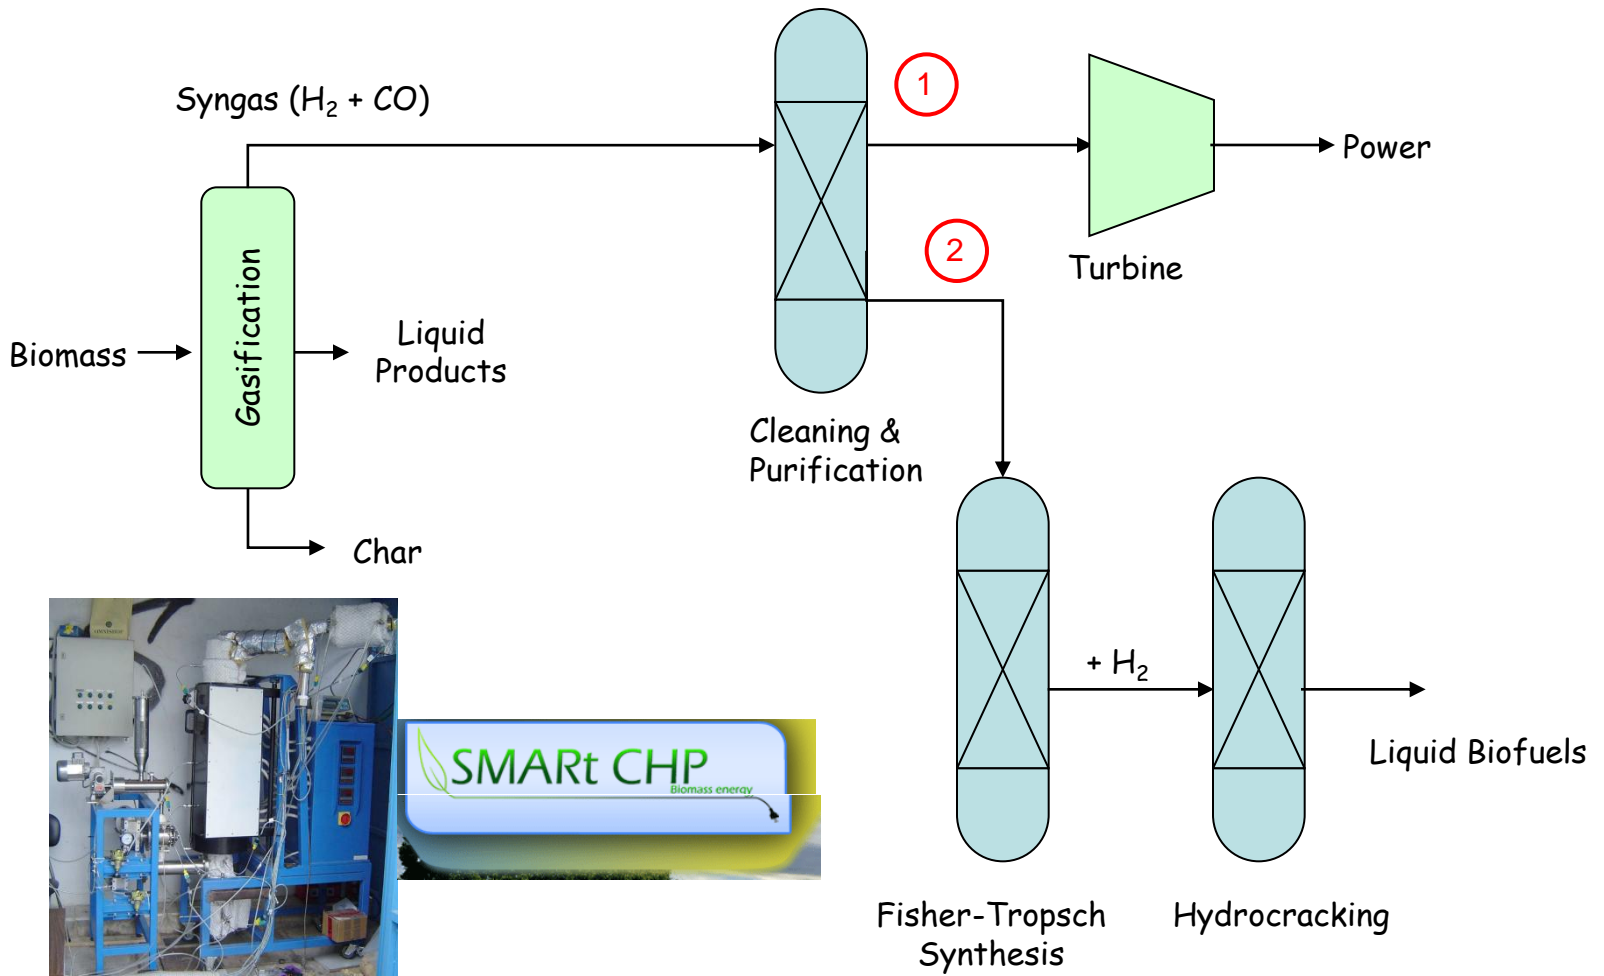 Syngas (H₂ + CO)
1
Power
Turbine
2
Gasification
Biomass
Liquid
Products
Cleaning &
Purification
Char
+ H₂
SMARt CHP
Biomass energy
Liquid Biofuels
Fisher-Tropsch
Synthesis
Hydrocracking